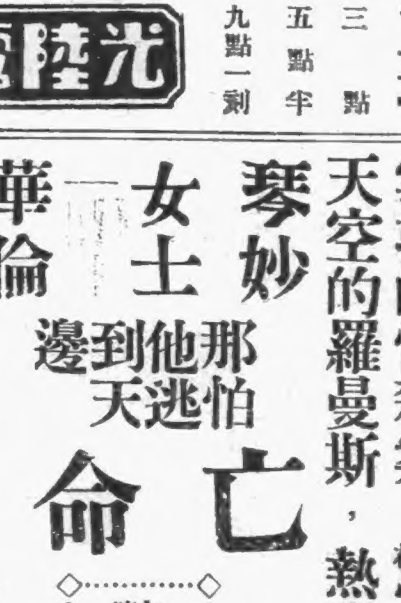 三點
五點半
九點一刻
光陸
天空的羅曼斯，熱
琴妙
女士
華倫
那怕
他逃
到天
邊
亡命